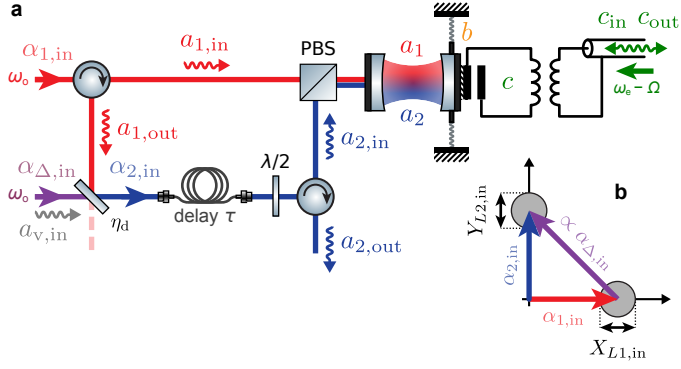 a
α1,in
ωo
a1,in
PBS
a1
a2
b
c
cin cout
ωe − Ω
a1,out
a2,in
λ/2
αΔ,in
α2,in
ωo
av,in
ηd
delay τ
a2,out
b
YL2,in
α2,in
∝ αΔ,in
α1,in
XL1,in